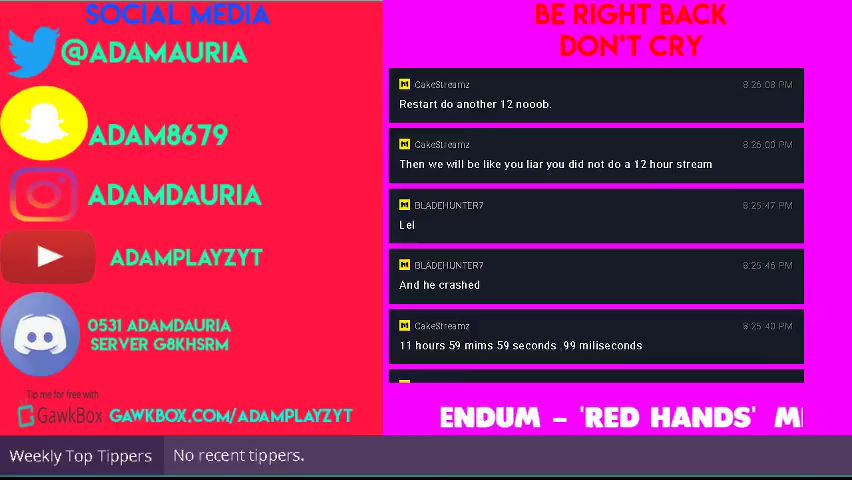 SOCIAL MEDIA
@ADAMAURIA
ADAM8679
ADAMDAURIA
ADAMPLAYZYT
0531 ADAMDAURIA
SERVER G8KHSRM
Tip me for free with
GawkBox GAWKBOX.COM/ADAMPLAYZYT
BE RIGHT BACK
DON'T CRY
CakeStreamz 8:26:08 PM
Restart do another 12 nooob.
CakeStreamz 8:26:00 PM
Then we will be like you liar you did not do a 12 hour stream
BLADEHUNTER7 8:25:47 PM
Lel
BLADEHUNTER7 8:25:46 PM
And he crashed
CakeStreamz 8:25:40 PM
11 hours 59 mims 59 seconds .99 miliseconds
ENDUM – 'RED HANDS'
Weekly Top Tippers No recent tippers.